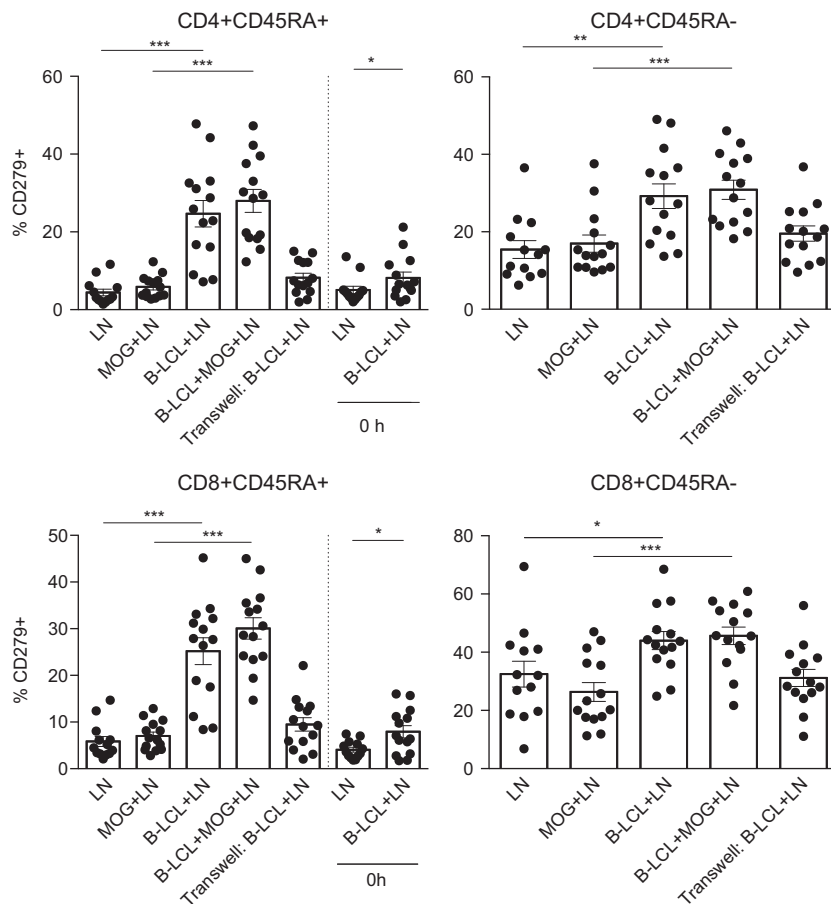 CD4+CD45RA+
% CD279+
60
40
20
0
***
***
*
LN
MOG+LN
B-LCL+LN
B-LCL+MOG+LN
Transwell: B-LCL+LN
LN
B-LCL+LN
0 h
CD4+CD45RA-
60
40
20
0
**
***
LN
MOG+LN
B-LCL+LN
B-LCL+MOG+LN
Transwell: B-LCL+LN
CD8+CD45RA+
% CD279+
50
40
30
20
10
0
***
***
*
LN
MOG+LN
B-LCL+LN
B-LCL+MOG+LN
Transwell: B-LCL+LN
LN
B-LCL+LN
0h
CD8+CD45RA-
80
60
40
20
0
*
***
LN
MOG+LN
B-LCL+LN
B-LCL+MOG+LN
Transwell: B-LCL+LN